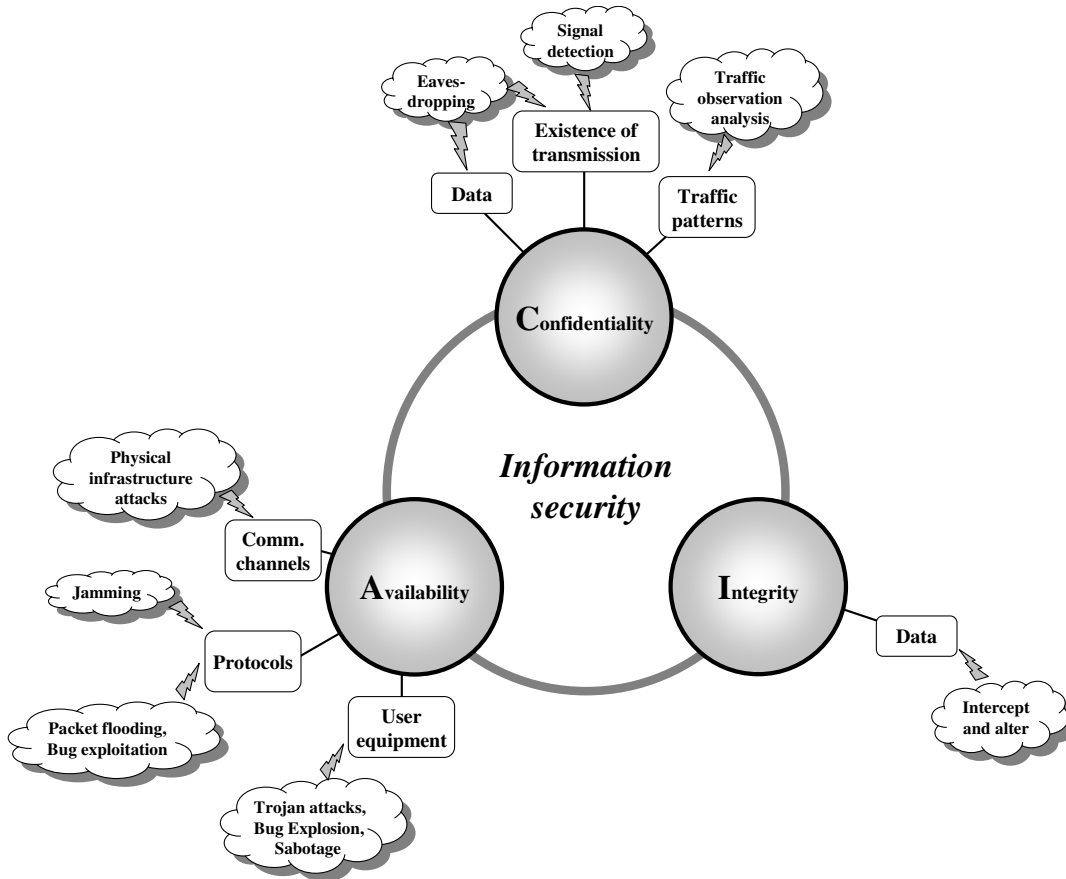 Signal
detection
Eaves-
dropping
Traffic
observation
analysis
Existence of
transmission
Data
Traffic
patterns
Confidentiality
Information
security
Physical
infrastructure
attacks
Comm.
channels
Availability
Integrity
Jamming
Protocols
Data
Packet flooding,
Bug exploitation
User
equipment
Intercept
and alter
Trojan attacks,
Bug Explosion,
Sabotage